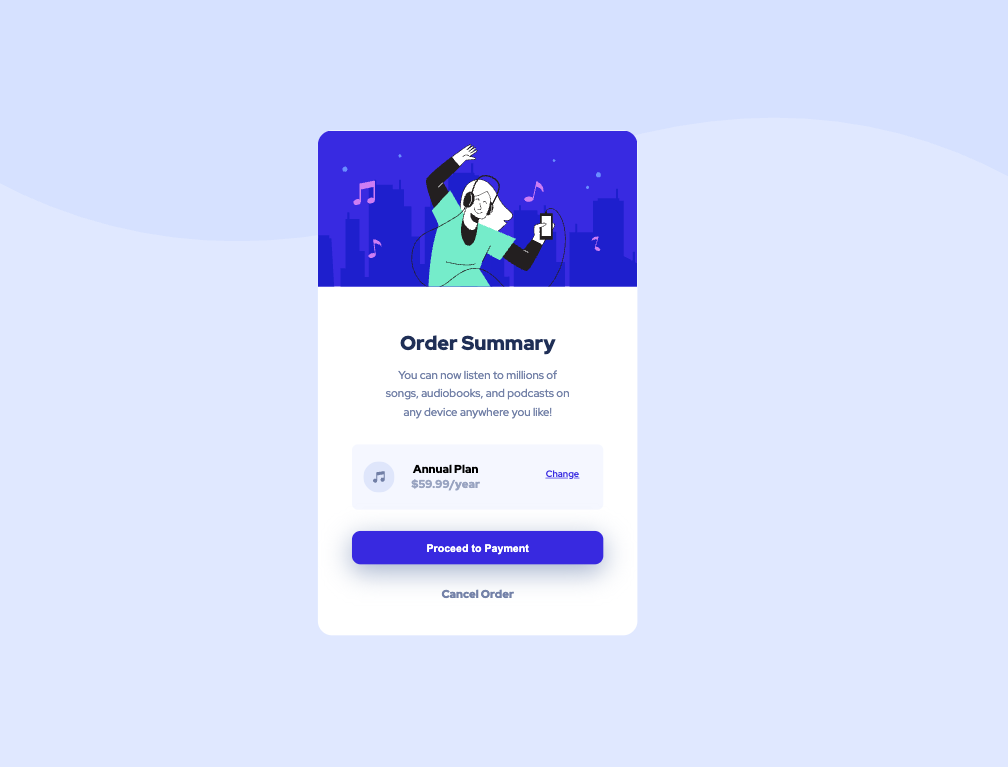 Order Summary
You can now listen to millions of
songs, audiobooks, and podcasts on
any device anywhere you like!
Annual Plan
$59.99/year
Change
Proceed to Payment
Cancel Order